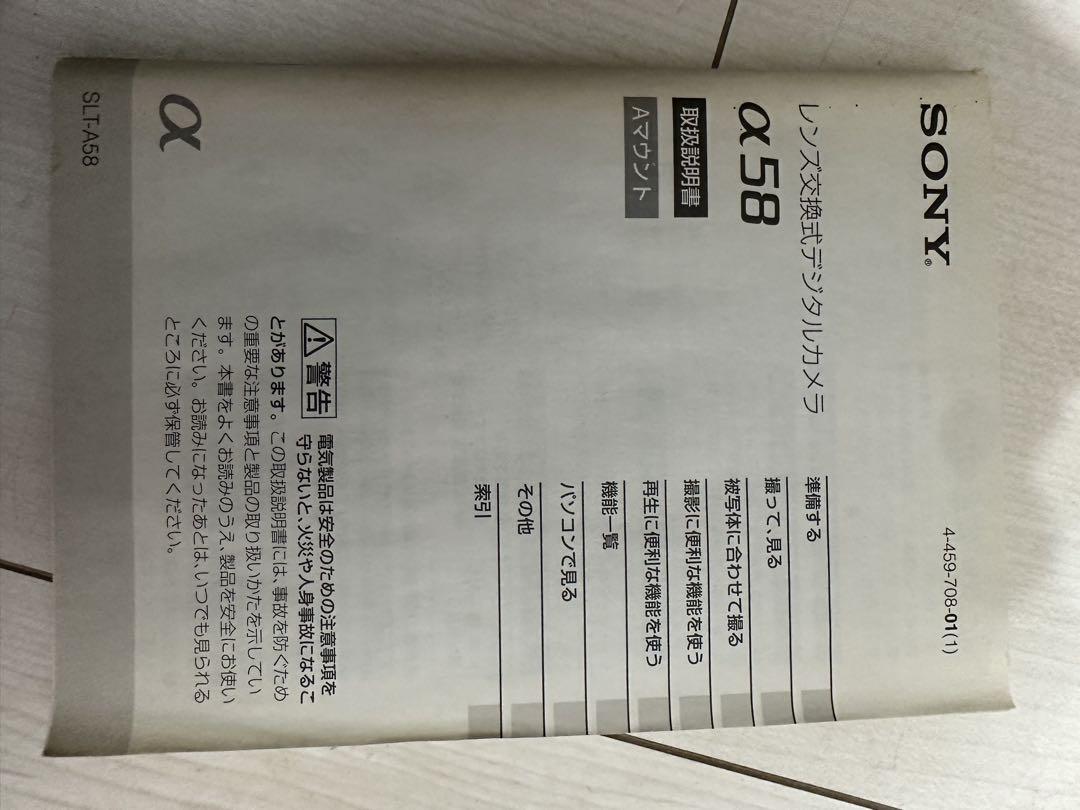 SONY®
4-459-708-01(1)
レンズ交換式デジタルカメラ
α58
取扱説明書
Aマウント
準備する
撮って、見る
被写体に合わせて撮る
撮影に便利な機能を使う
再生に便利な機能を使う
機能一覧
パソコンで見る
その他
索引
警告
電気製品は安全のための注意事項を
守らないと、火災や人身事故になるこ
とがあります。この取扱説明書には、事故を防ぐため
の重要な注意事項と製品の取り扱いかたを示してい
ます。本書をよくお読みのうえ、製品を安全にお使い
ください。お読みになったあとは、いつでも見られる
ところに必ず保管してください。
α
SLT-A58